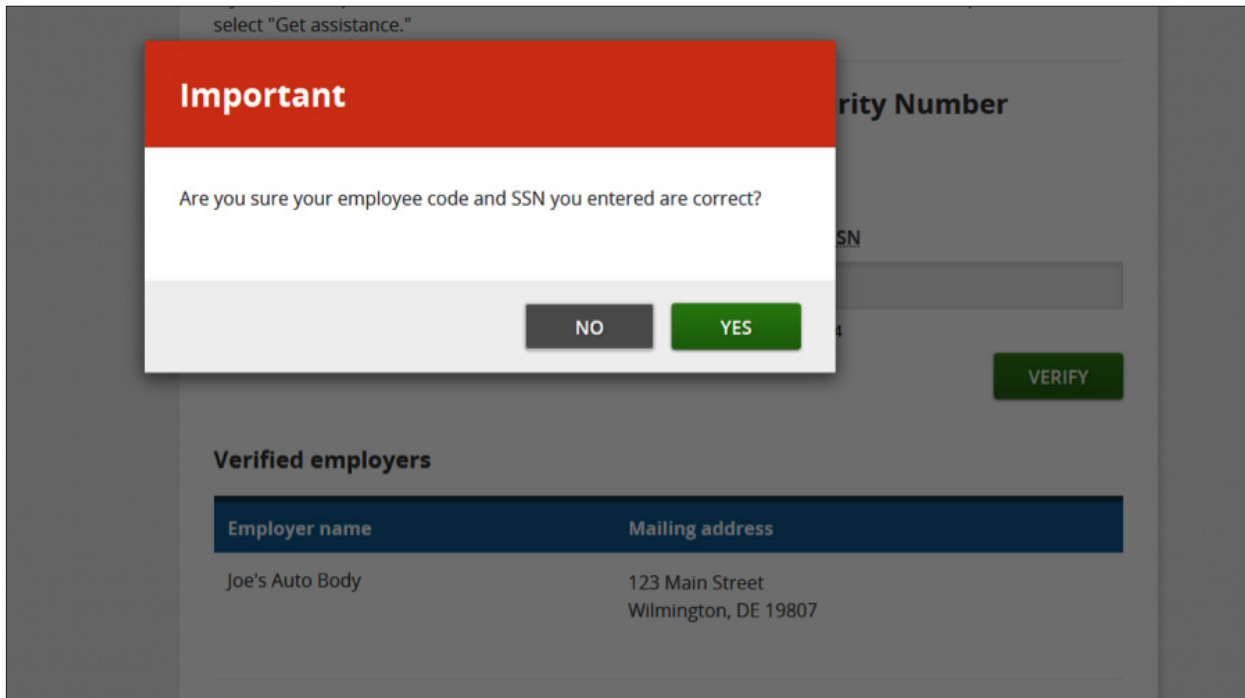 select "Get assistance."
Important
rity Number
Are you sure your employee code and SSN you entered are correct?
SN
NO
YES
4
VERIFY
Verified employers
Employer name
Mailing address
Joe's Auto Body
123 Main Street
Wilmington, DE 19807